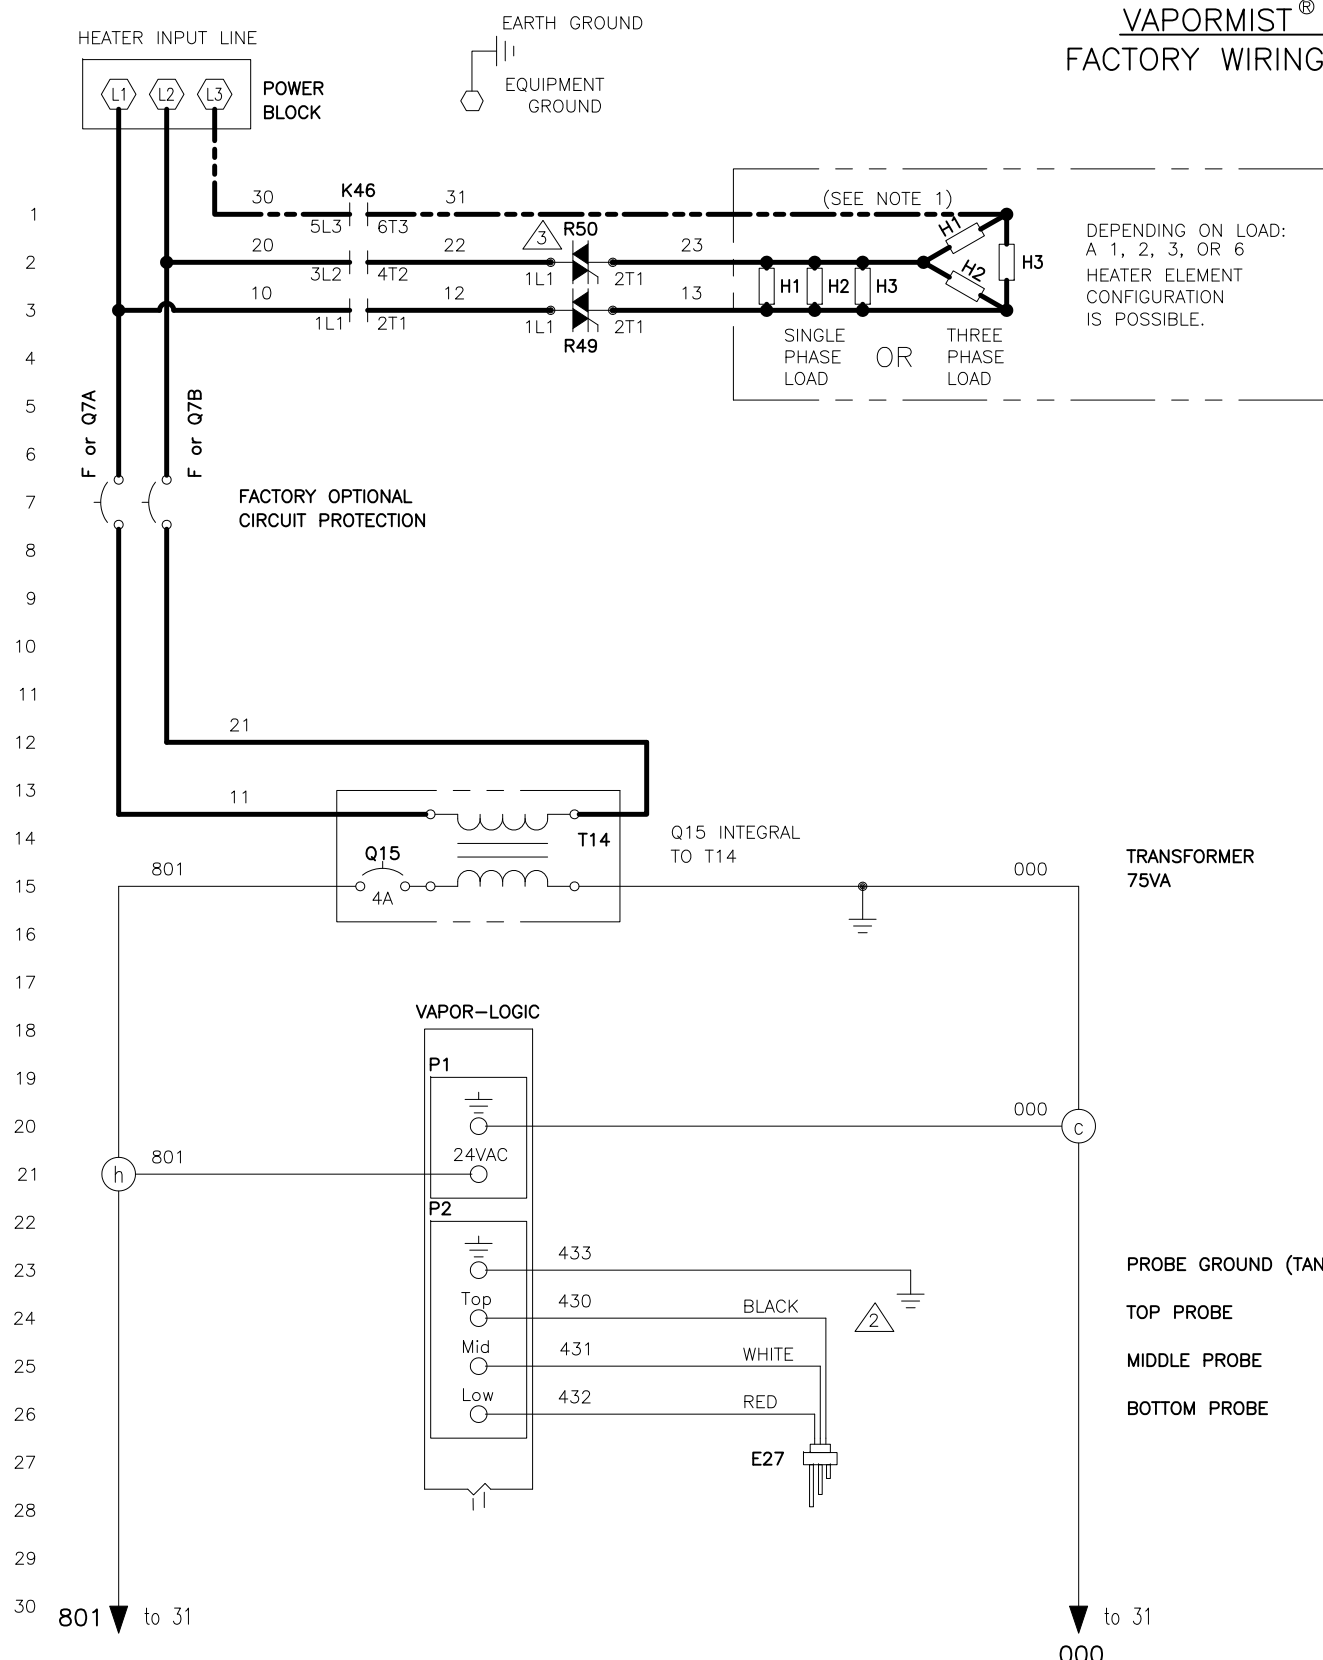 VAPORMIST®
FACTORY WIRING
HEATER INPUT LINE
EARTH GROUND
EQUIPMENT
GROUND
L1 L2 L3
POWER
BLOCK
1
30
K46
31
(SEE NOTE 1)
5L3 6T3
3
R50
H1
DEPENDING ON LOAD:
A 1, 2, 3, OR 6
HEATER ELEMENT
CONFIGURATION
IS POSSIBLE.
2
20
22
23
3L2 4T2
1L1 2T1
H1 H2 H3
H2
H3
3
10
12
13
1L1 2T1
1L1 2T1
R49
4
SINGLE
PHASE
LOAD
OR
THREE
PHASE
LOAD
5
F or Q7A
F or Q7B
6
7
FACTORY OPTIONAL
CIRCUIT PROTECTION
8
9
10
11
12
21
13
11
14
T14
Q15 INTEGRAL
TO T14
TRANSFORMER
75VA
15
801
Q15
4A
000
16
17
18
VAPOR-LOGIC
19
P1
20
000
c
21
h
801
24VAC
22
P2
23
433
PROBE GROUND (TAN
24
Top
430
BLACK
2
TOP PROBE
25
Mid
431
WHITE
MIDDLE PROBE
26
Low
432
RED
BOTTOM PROBE
27
E27
28
29
30
801 to 31
to 31
000